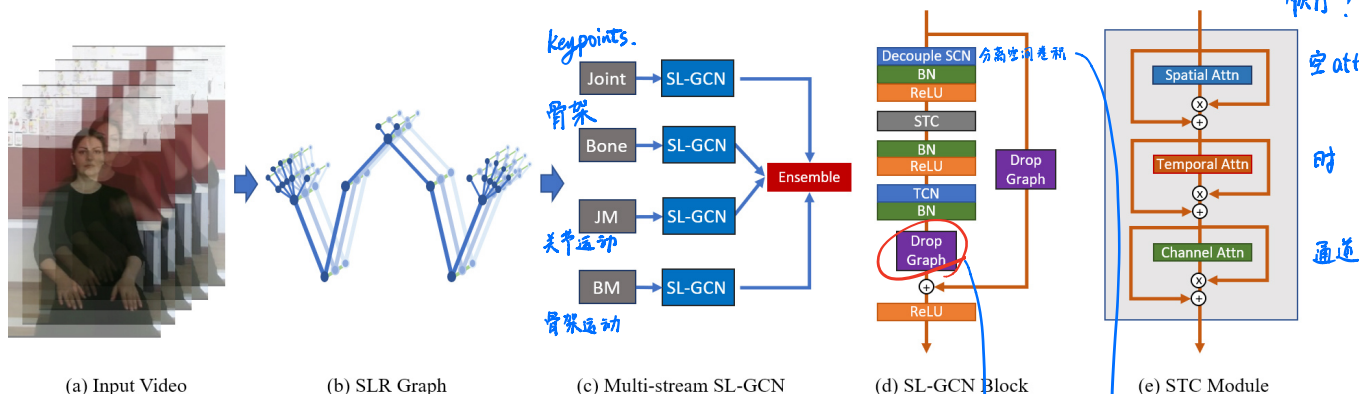 keypoints.
Joint
SL-GCN
骨架
Bone
SL-GCN
Ensemble
JM
SL-GCN
关节运动
BM
SL-GCN
骨架运动
Decouple SCN
分离空间卷积
BN
ReLU
STC
BN
ReLU
TCN
BN
Drop
Graph
Drop
Graph
+
ReLU
Spatial Attn
空att
x
+
Temporal Attn
时
x
+
Channel Attn
通道
x
+
(a) Input Video
(b) SLR Graph
(c) Multi-stream SL-GCN
(d) SL-GCN Block
(e) STC Module